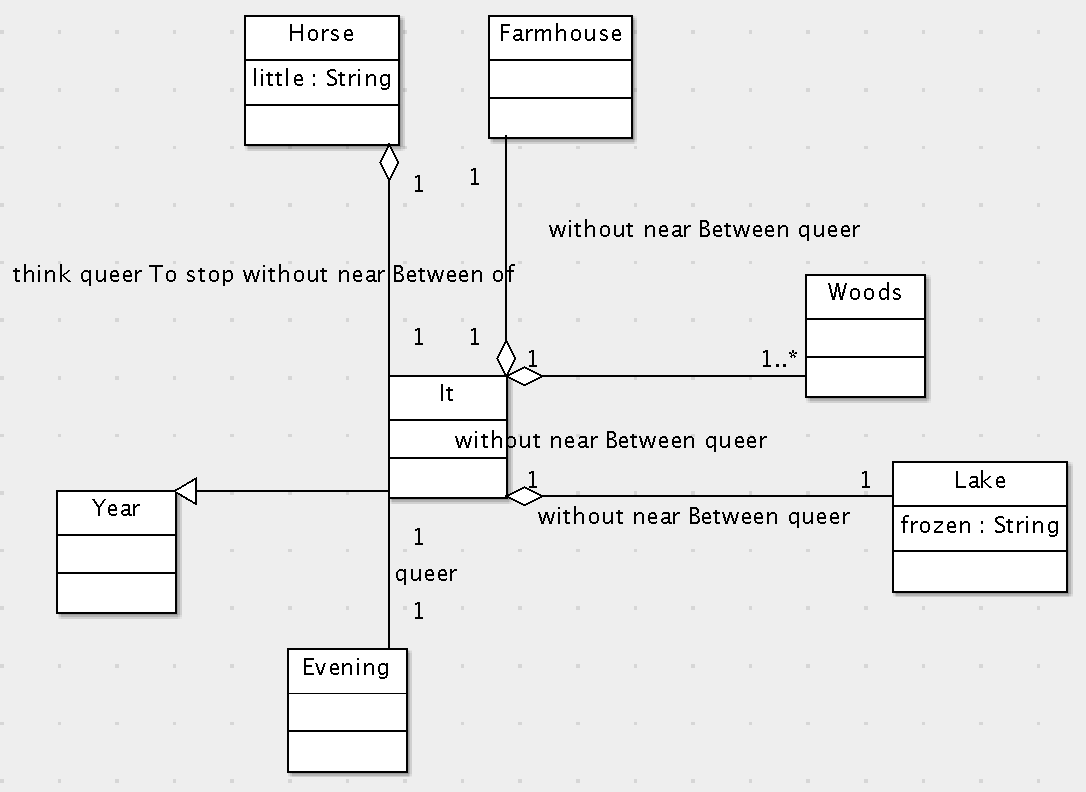 Horse
little : String
Farmhouse
1
1
without near Between queer
think queer To stop without near Between of
Woods
1
1
1
1..*
It
without near Between queer
1
1
Lake
without near Between queer
frozen : String
Year
1
queer
1
Evening